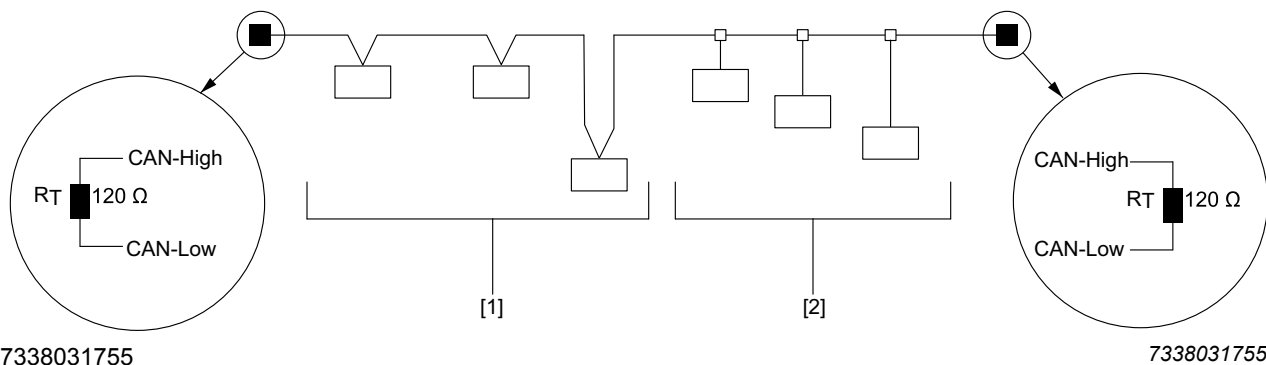 CAN-High
RT 120 Ω
CAN-Low
CAN-High
RT 120 Ω
CAN-Low
[1]
[2]
7338031755
7338031755